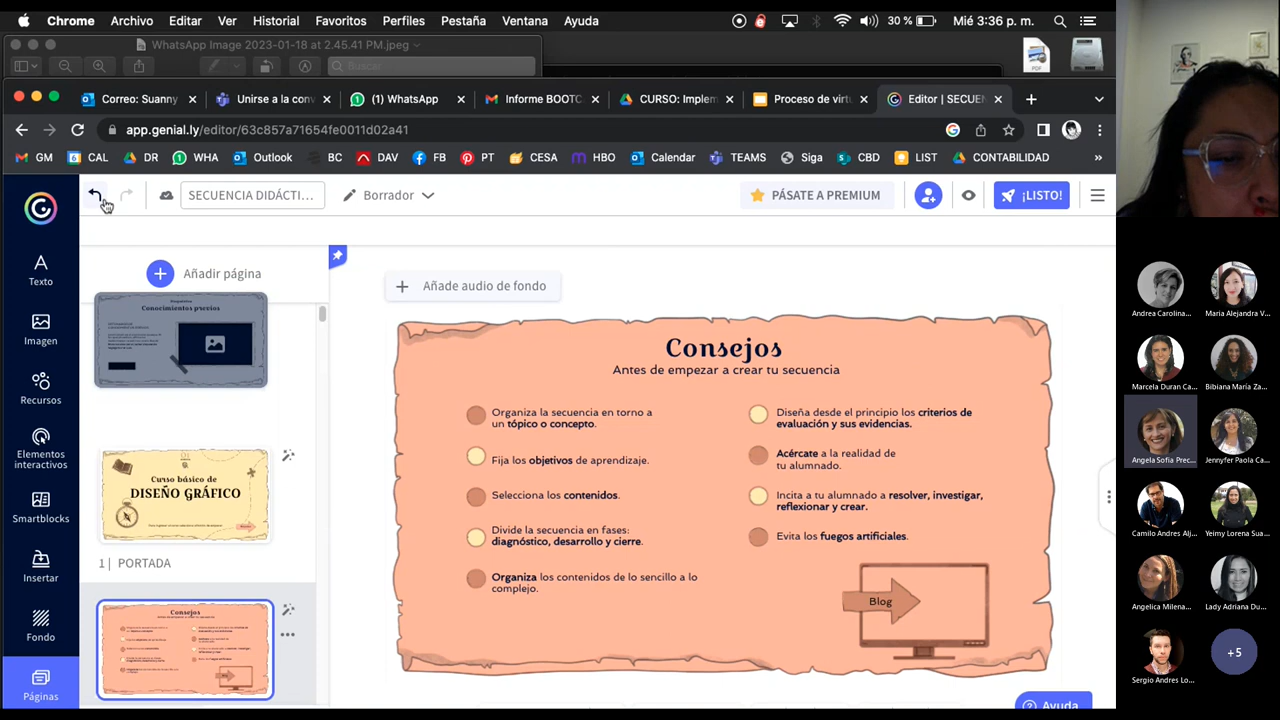 Chrome Archivo Editar Ver Historial Favoritos Perfiles Pestaña Ventana Ayuda 30 % Mié 3:36 p. m.
WhatsApp Image 2023-01-18 at 2.45.41 PM.jpeg
Buscar
PDF
Correo: Suanny
Unirse a la conv
(1) WhatsApp
Informe BOOTC
CURSO: Implem
Proceso de virtu
Editor | SECUEN
app.genial.ly/editor/63c857a71654fe0011d02a41
GM CAL DR WHA Outlook BC DAV FB PT CESA HBO Calendar TEAMS Siga CBD LIST CONTABILIDAD »
SECUENCIA DIDÁCTI...
Borrador
PÁSATE A PREMIUM
¡LISTO!
Texto
Imagen
Recursos
Elementos
interactivos
Smartblocks
Insertar
Fondo
Páginas
Añadir página
Conocimientos previos
Curso básico de
DISEÑO GRÁFICO
1 | PORTADA
Consejos
Blog
Añade audio de fondo
Consejos
Antes de empezar a crear tu secuencia
Organiza la secuencia en torno a
un tópico o concepto.
Fija los objetivos de aprendizaje.
Selecciona los contenidos.
Divide la secuencia en fases:
diagnóstico, desarrollo y cierre.
Organiza los contenidos de lo sencillo a lo
complejo.
Diseña desde el principio los criterios de
evaluación y sus evidencias.
Acércate a la realidad de
tu alumnado.
Incita a tu alumnado a resolver, investigar,
reflexionar y crear.
Evita los fuegos artificiales.
Blog
Ayuda
Andrea Carolina...
Maria Alejandra V...
Marcela Duran Ca...
Bibiana María Za...
Angela Sofia Prec...
Jennyfer Paola Ca...
Camilo Andres Alj...
Yeimy Lorena Sua...
Angelica Milena...
Lady Adriana Du...
Sergio Andres Lo...
+5